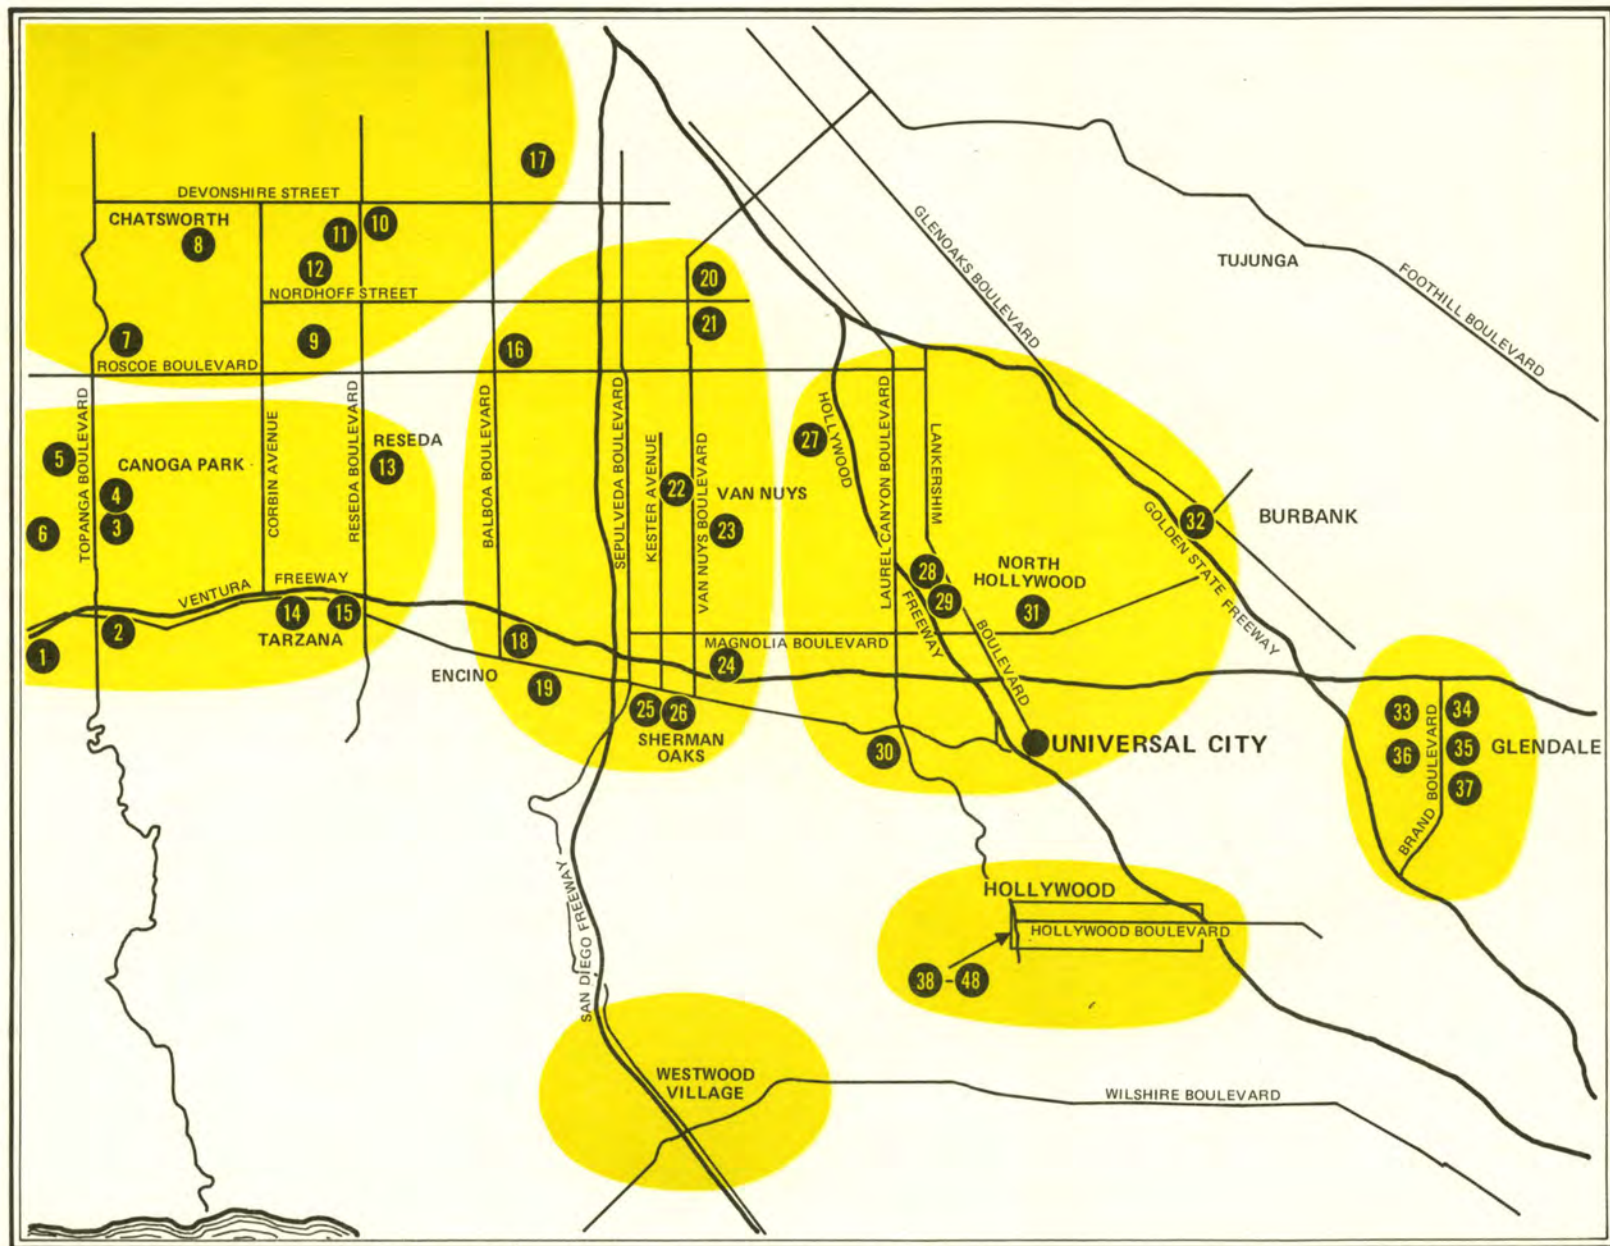 17
DEVONSHIRE STREET
CHATSWORTH
8
11
10
12
NORDHOFF STREET
20
21
7
9
16
ROSCOE BOULEVARD
GLENOAKS BOULEVARD
TUJUNGA
FOOTHILL BOULEVARD
TOPANGA BOULEVARD
CORBIN AVENUE
RESEDA BOULEVARD
RESEDA
13
5
CANOGA PARK
4
3
6
BALBOA BOULEVARD
SEPULVEDA BOULEVARD
KESTER AVENUE
VAN NUYS BOULEVARD
22
VAN NUYS
23
27
HOLLYWOOD
FREEWAY
LAUREL CANYON BOULEVARD
LANKERSHIM
BOULEVARD
GOLDEN STATE FREEWAY
32
BURBANK
28
29
NORTH
HOLLYWOOD
31
VENTURA
FREEWAY
14
15
TARZANA
1
2
18
ENCINO
19
MAGNOLIA BOULEVARD
24
25
26
SHERMAN
OAKS
30
UNIVERSAL CITY
33
34
35
36
37
GLENDALE
BRAND BOULEVARD
HOLLYWOOD
HOLLYWOOD BOULEVARD
38 - 48
SAN DIEGO FREEWAY
WESTWOOD
VILLAGE
WILSHIRE BOULEVARD